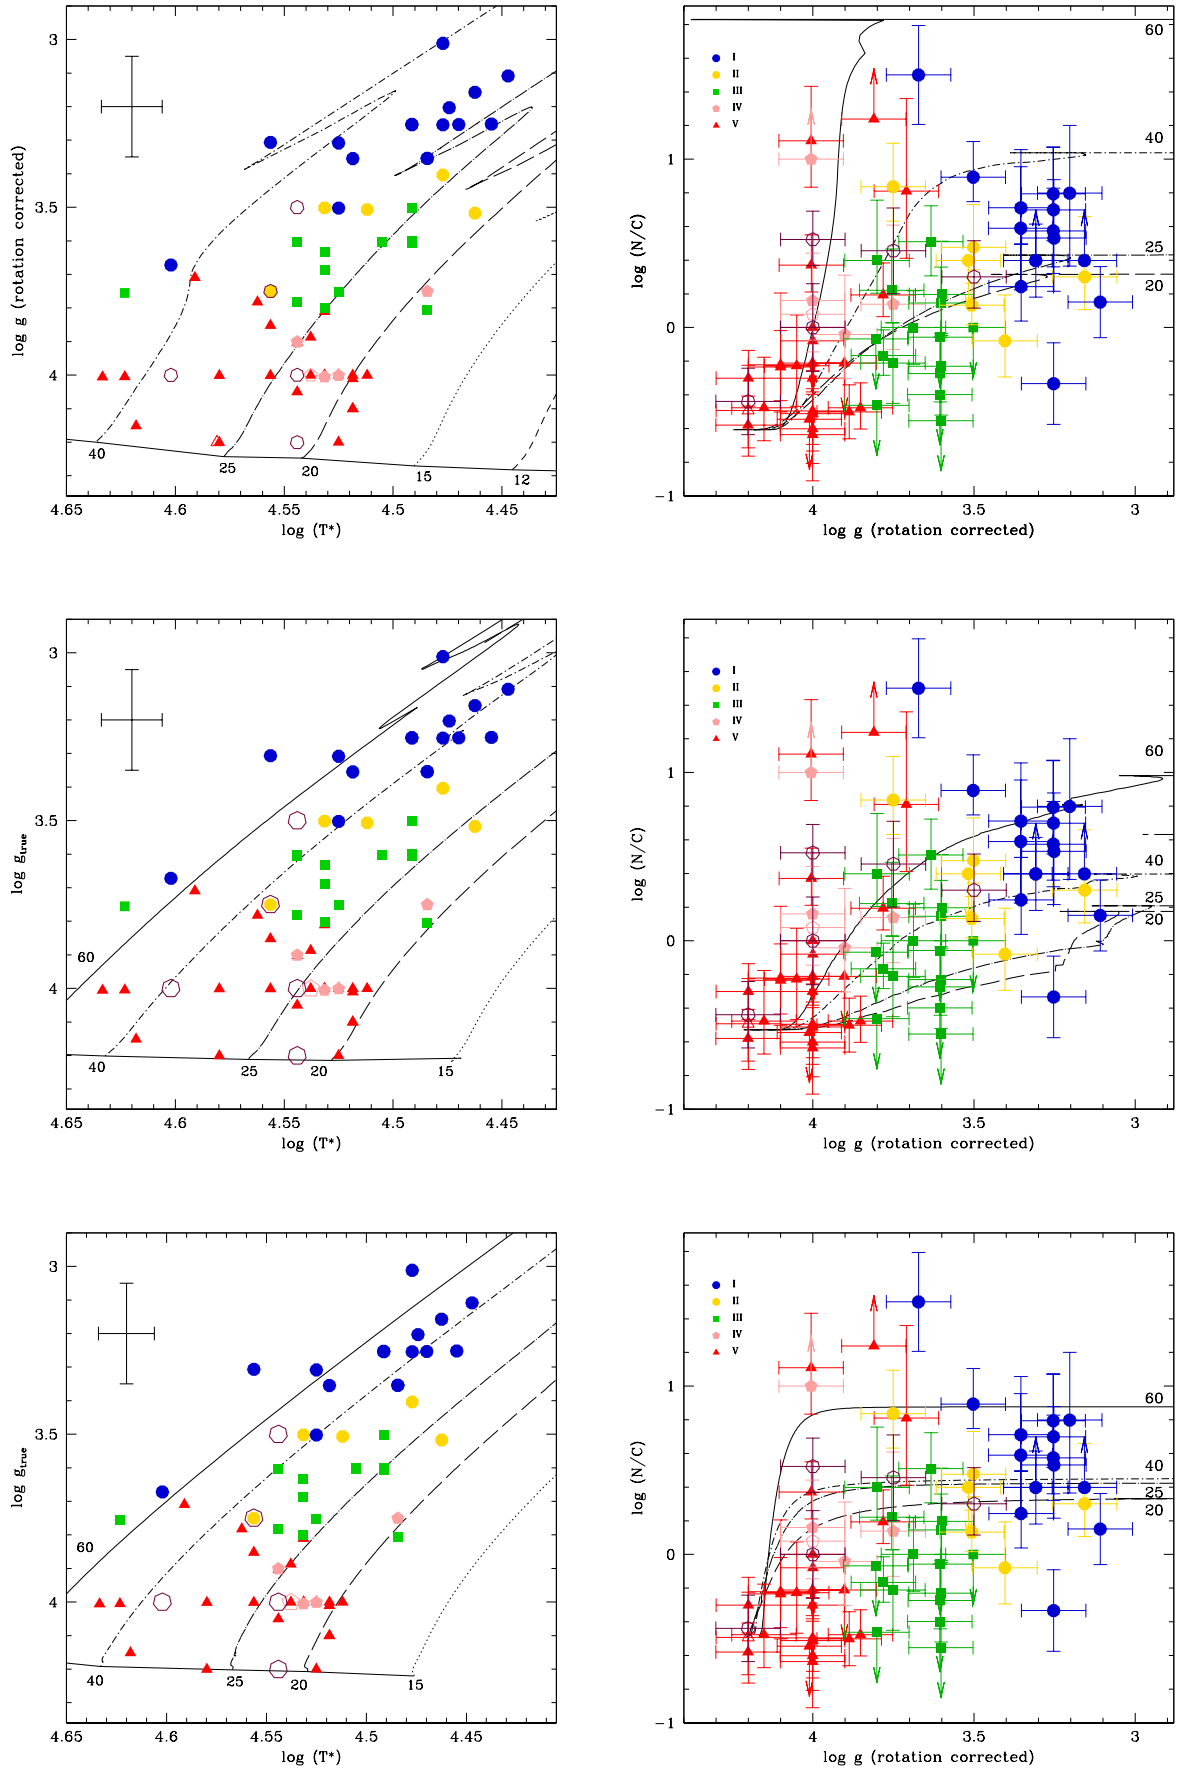 3
3.5
4
log g (rotation corrected)
40
25
20
15
12
4.65
4.6
4.55
4.5
4.45
log (T*)
1
0
−1
log (N/C)
I
II
III
IV
V
60
40
25
20
4
3.5
3
log g (rotation corrected)
3
3.5
4
log g_true
60
40
25
20
15
4.65
4.6
4.55
4.5
4.45
log (T*)
1
0
−1
log (N/C)
I
II
III
IV
V
60
40
25
20
4
3.5
3
log g (rotation corrected)
3
3.5
4
log g_true
60
40
25
20
15
4.65
4.6
4.55
4.5
4.45
log (T*)
1
0
−1
log (N/C)
I
II
III
IV
V
60
40
25
20
4
3.5
3
log g (rotation corrected)